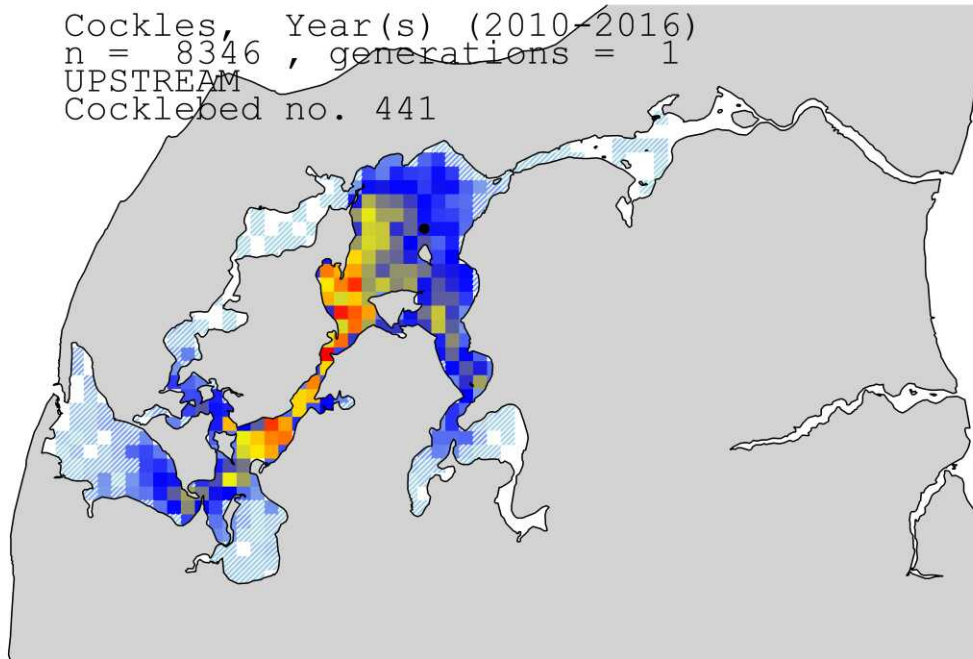 Cockles, Year(s) (2010-2016)
n = 8346 , generations = 1
UPSTREAM
Cocklebed no. 441